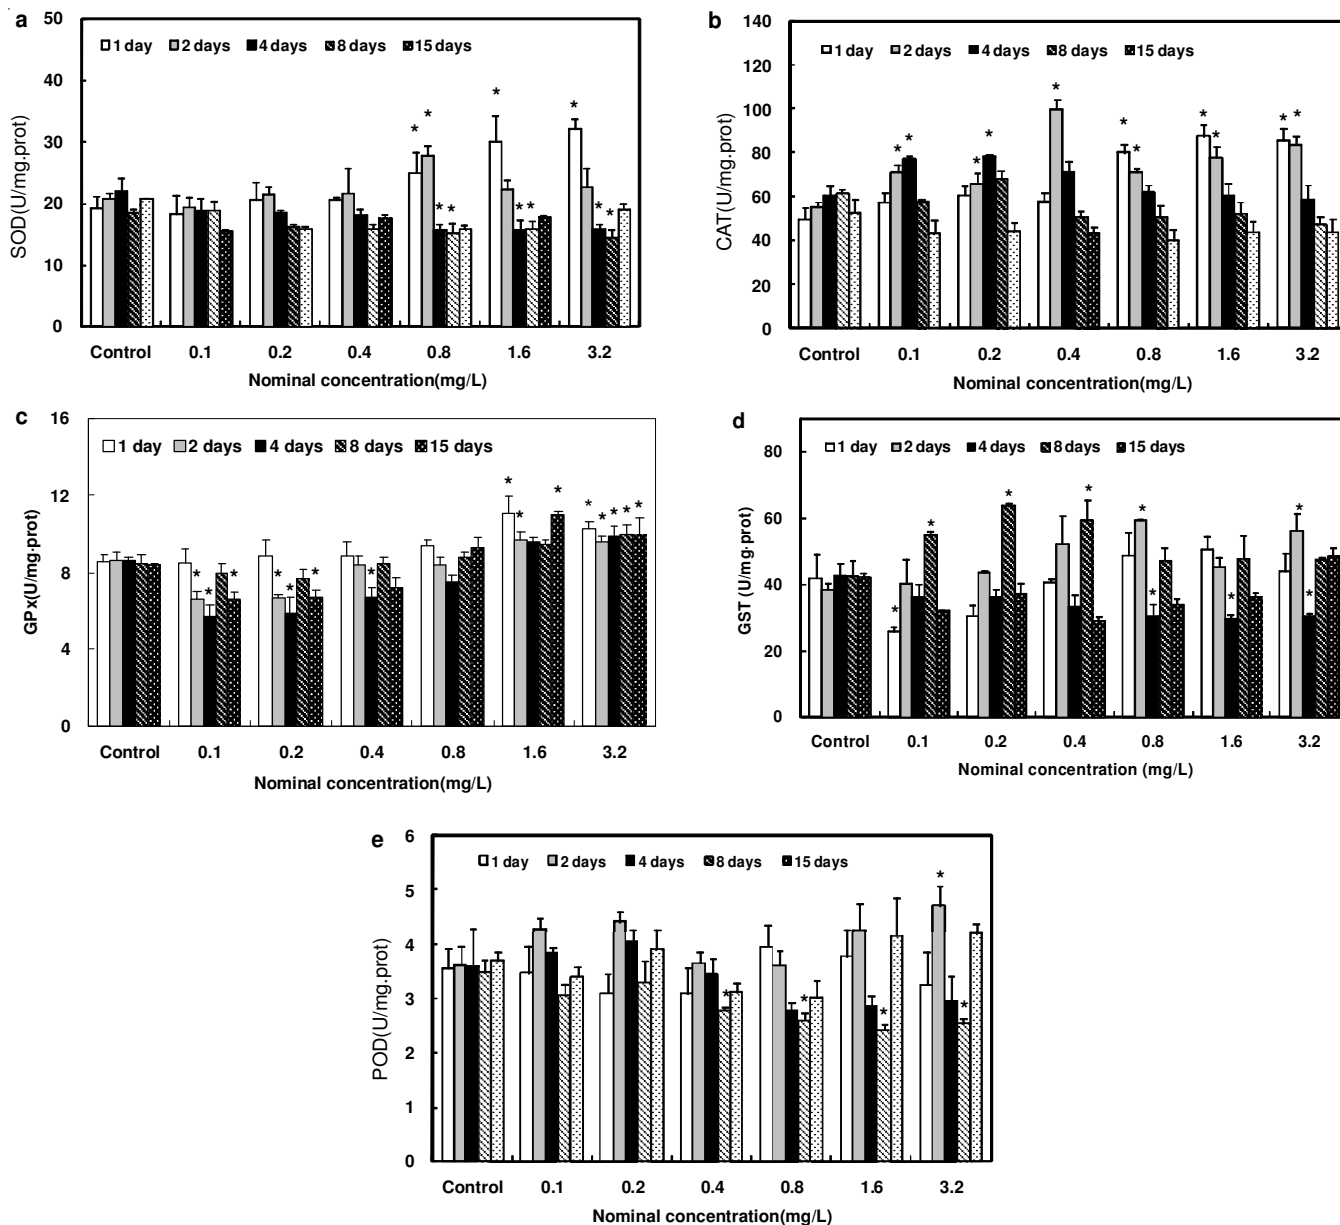 a
50
40
30
20
10
0
SOD(U/mg.prot)
1 day 2 days 4 days 8 days 15 days
* * * * * * * * * * *
Control 0.1 0.2 0.4 0.8 1.6 3.2
Nominal concentration(mg/L)
b
140
120
100
80
60
40
20
0
CAT(U/mg.prot)
1 day 2 days 4 days 8 days 15 days
* * * * * * * * * * *
Control 0.1 0.2 0.4 0.8 1.6 3.2
Nominal concentration(mg/L)
c
16
12
8
4
0
GPx(U/mg·prot)
1 day 2 days 4 days 8 days 15 days
* * * * * * * * * * * * * * *
Control 0.1 0.2 0.4 0.8 1.6 3.2
Nominal concentration(mg/L)
d
80
60
40
20
0
GST (U/mg·prot)
1 day 2 days 4 days 8 days 15 days
* * * * * * * * *
Control 0.1 0.2 0.4 0.8 1.6 3.2
Nominal concentration (mg/L)
e
6
5
4
3
2
1
0
POD(U/mg.prot)
1 day 2 days 4 days 8 days 15 days
* * * * *
Control 0.1 0.2 0.4 0.8 1.6 3.2
Nominal concentration(mg/L)